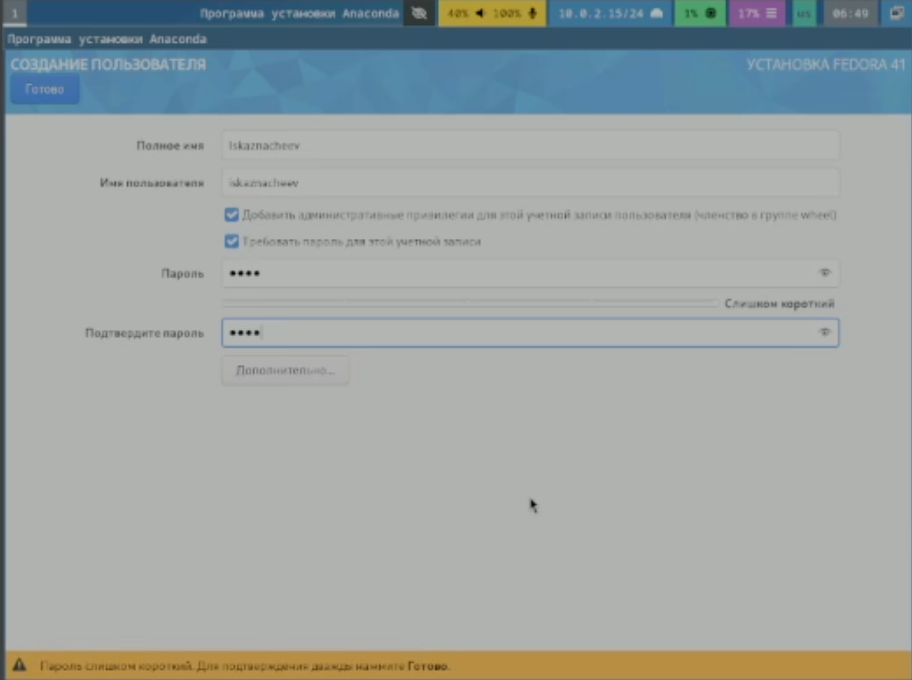 1 Программа установки Anaconda 40% 100% 10.0.2.15/24 1% 17% us 06:49
Программа установки Anaconda
СОЗДАНИЕ ПОЛЬЗОВАТЕЛЯ УСТАНОВКА FEDORA 41
Готово
Полное имя Iskaznacheev
Имя пользователя iskaznacheev
Добавить административные привилегии для этой учетной записи пользователя (членство в группе wheel)
Требовать пароль для этой учетной записи
Пароль ••••
Слишком короткий
Подтвердите пароль ••••
Дополнительно...
Пароль слишком короткий. Для подтверждения дважды нажмите Готово.